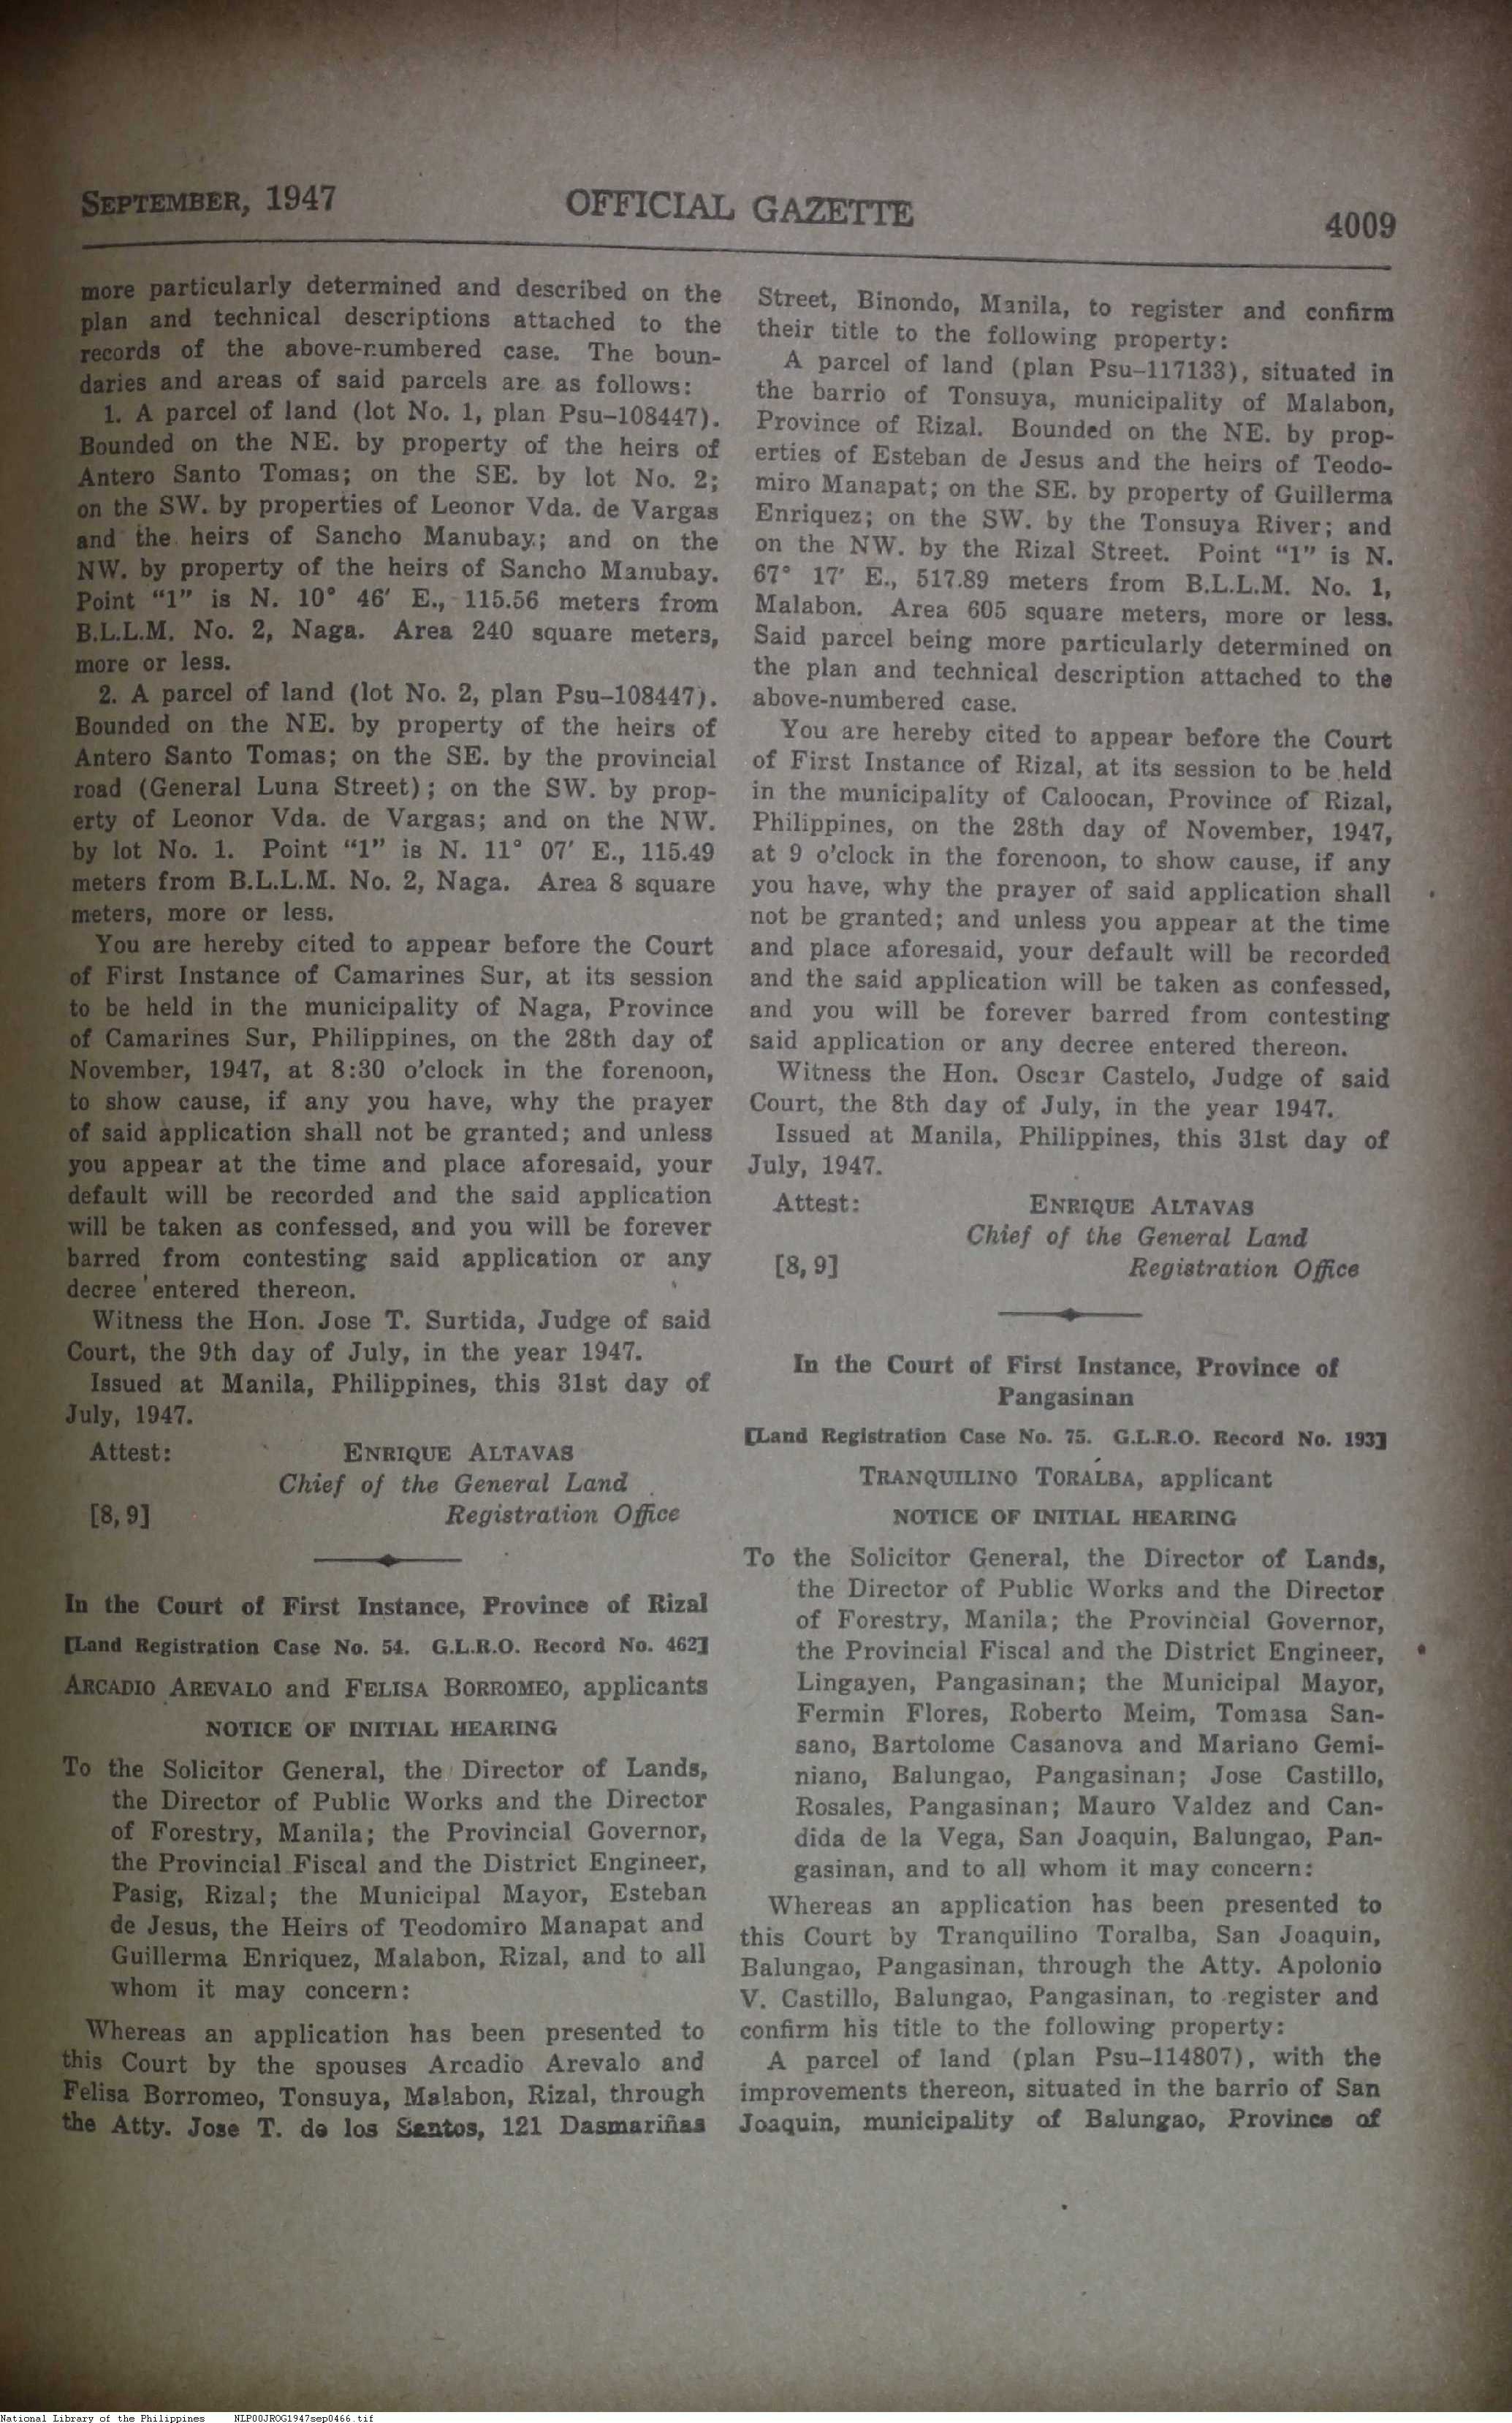 SEPTEMBER, 1947 OFFICIAL GAZETTE 4009
more particularly determined and described on the
plan and technical descriptions attached to the
records of the above-numbered case. The boun-
daries and areas of said parcels are as follows:
1. A parcel of land (lot No. 1, plan Psu–108447).
Bounded on the NE. by property of the heirs of
Antero Santo Tomas; on the SE. by lot No. 2;
on the SW. by properties of Leonor Vda. de Vargas
and the heirs of Sancho Manubay; and on the
NW. by property of the heirs of Sancho Manubay.
Point “1” is N. 10° 46′ E., 115.56 meters from
B.L.L.M. No. 2, Naga. Area 240 square meters,
more or less.
2. A parcel of land (lot No. 2, plan Psu–108447).
Bounded on the NE. by property of the heirs of
Antero Santo Tomas; on the SE. by the provincial
road (General Luna Street); on the SW. by prop-
erty of Leonor Vda. de Vargas; and on the NW.
by lot No. 1. Point “1” is N. 11° 07′ E., 115.49
meters from B.L.L.M. No. 2, Naga. Area 8 square
meters, more or less.
You are hereby cited to appear before the Court
of First Instance of Camarines Sur, at its session
to be held in the municipality of Naga, Province
of Camarines Sur, Philippines, on the 28th day of
November, 1947, at 8:30 o’clock in the forenoon,
to show cause, if any you have, why the prayer
of said application shall not be granted; and unless
you appear at the time and place aforesaid, your
default will be recorded and the said application
will be taken as confessed, and you will be forever
barred from contesting said application or any
decree entered thereon.
Witness the Hon. Jose T. Surtida, Judge of said
Court, the 9th day of July, in the year 1947.
Issued at Manila, Philippines, this 31st day of
July, 1947.
Attest: ENRIQUE ALTAVAS
Chief of the General Land
[8, 9] Registration Office
In the Court of First Instance, Province of Rizal
[Land Registration Case No. 54. G.L.R.O. Record No. 462]
ARCADIO AREVALO and FELISA BORROMEO, applicants
NOTICE OF INITIAL HEARING
To the Solicitor General, the Director of Lands,
the Director of Public Works and the Director
of Forestry, Manila; the Provincial Governor,
the Provincial Fiscal and the District Engineer,
Pasig, Rizal; the Municipal Mayor, Esteban
de Jesus, the Heirs of Teodomiro Manapat and
Guillerma Enriquez, Malabon, Rizal, and to all
whom it may concern:
Whereas an application has been presented to
this Court by the spouses Arcadio Arevalo and
Felisa Borromeo, Tonsuya, Malabon, Rizal, through
the Atty. Jose T. de los Santos, 121 Dasmariñas
Street, Binondo, Manila, to register and confirm
their title to the following property:
A parcel of land (plan Psu–117133), situated in
the barrio of Tonsuya, municipality of Malabon,
Province of Rizal. Bounded on the NE. by prop-
erties of Esteban de Jesus and the heirs of Teodo-
miro Manapat; on the SE. by property of Guillerma
Enriquez; on the SW. by the Tonsuya River; and
on the NW. by the Rizal Street. Point “1” is N.
67° 17′ E., 517.89 meters from B.L.L.M. No. 1,
Malabon. Area 605 square meters, more or less.
Said parcel being more particularly determined on
the plan and technical description attached to the
above-numbered case.
You are hereby cited to appear before the Court
of First Instance of Rizal, at its session to be held
in the municipality of Caloocan, Province of Rizal,
Philippines, on the 28th day of November, 1947,
at 9 o’clock in the forenoon, to show cause, if any
you have, why the prayer of said application shall
not be granted; and unless you appear at the time
and place aforesaid, your default will be recorded
and the said application will be taken as confessed,
and you will be forever barred from contesting
said application or any decree entered thereon.
Witness the Hon. Oscar Castelo, Judge of said
Court, the 8th day of July, in the year 1947.
Issued at Manila, Philippines, this 31st day of
July, 1947.
Attest: ENRIQUE ALTAVAS
Chief of the General Land
[8, 9] Registration Office
In the Court of First Instance, Province of
Pangasinan
[Land Registration Case No. 75. G.L.R.O. Record No. 193]
TRANQUILINO TORALBA, applicant
NOTICE OF INITIAL HEARING
To the Solicitor General, the Director of Lands,
the Director of Public Works and the Director
of Forestry, Manila; the Provincial Governor,
the Provincial Fiscal and the District Engineer,
Lingayen, Pangasinan; the Municipal Mayor,
Fermin Flores, Roberto Meim, Tomasa San-
sano, Bartolome Casanova and Mariano Gemi-
niano, Balungao, Pangasinan; Jose Castillo,
Rosales, Pangasinan; Mauro Valdez and Can-
dida de la Vega, San Joaquin, Balungao, Pan-
gasinan, and to all whom it may concern:
Whereas an application has been presented to
this Court by Tranquilino Toralba, San Joaquin,
Balungao, Pangasinan, through the Atty. Apolonio
V. Castillo, Balungao, Pangasinan, to register and
confirm his title to the following property:
A parcel of land (plan Psu–114807), with the
improvements thereon, situated in the barrio of San
Joaquin, municipality of Balungao, Province of
National Library of the Philippines NLP00JROG1947sep0466.tif